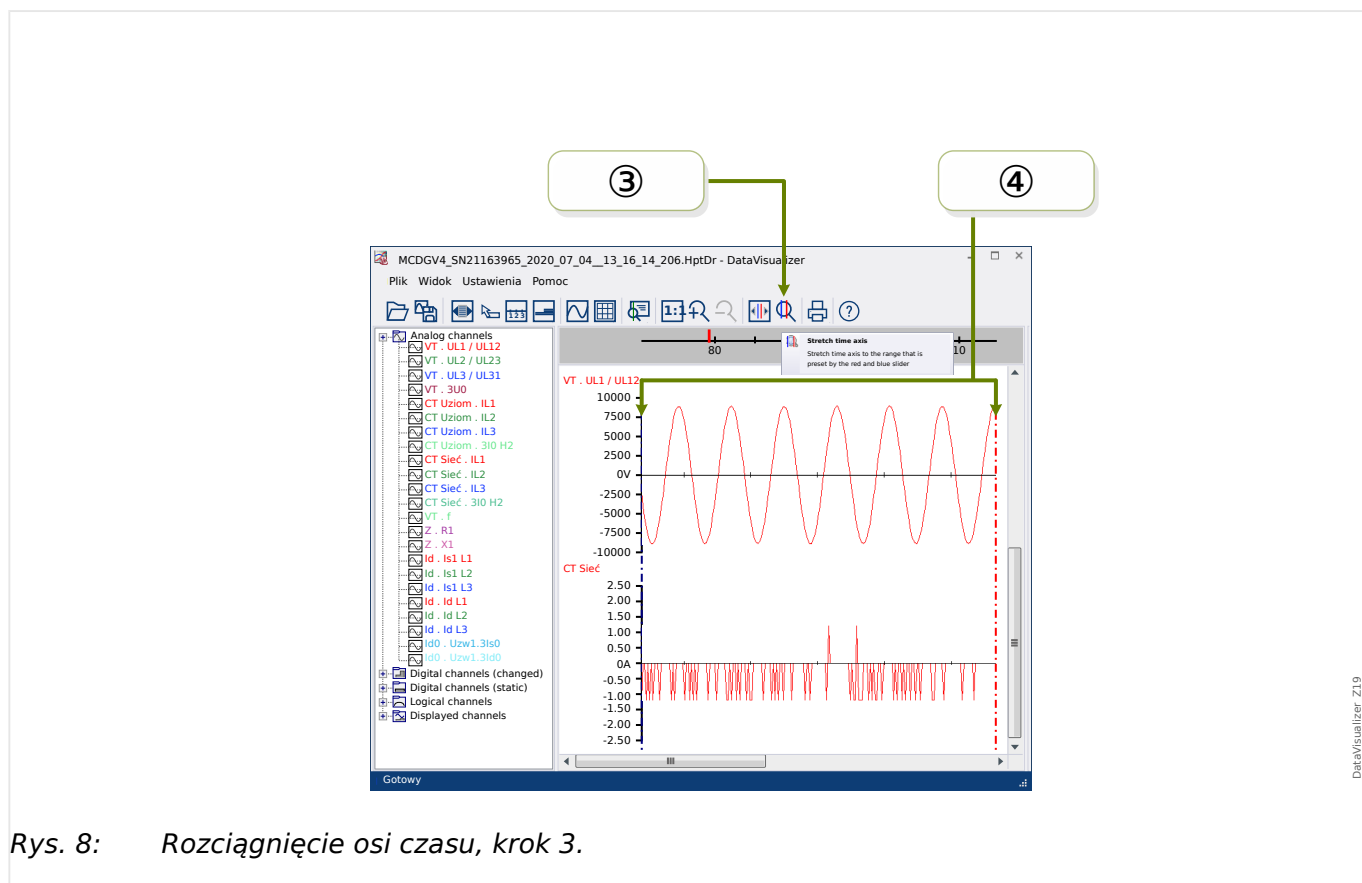 ③
④
MCDGV4_SN21163965_2020_07_04__13_16_14_206.HptDr - DataVisualizer
Plik Widok Ustawienia Pomoc
1 2 3
1:1
?
Analog channels
VT . UL1 / UL12
VT . UL2 / UL23
VT . UL3 / UL31
VT . 3U0
CT Uziom . IL1
CT Uziom . IL2
CT Uziom . IL3
CT Uziom . 3I0 H2
CT Sieć . IL1
CT Sieć . IL2
CT Sieć . IL3
CT Sieć . 3I0 H2
VT . f
Z . R1
Z . X1
Id . Is1 L1
Id . Is1 L2
Id . Is1 L3
Id . Id L1
Id . Id L2
Id . Id L3
Id0 . Uzw1.3Is0
Id0 . Uzw1.3Id0
Digital channels (changed)
Digital channels (static)
Logical channels
Displayed channels
80
10
Stretch time axis
Stretch time axis to the range that is
preset by the red and blue slider
VT . UL1 / UL12
10000
7500
5000
2500
0V
-2500
-5000
-7500
-10000
CT Sieć
2.50
2.00
1.50
1.00
0.50
0A
-0.50
-1.00
-1.50
-2.00
-2.50
Gotowy
DataVisualizer_Z19
Rys. 8: Rozciągnięcie osi czasu, krok 3.